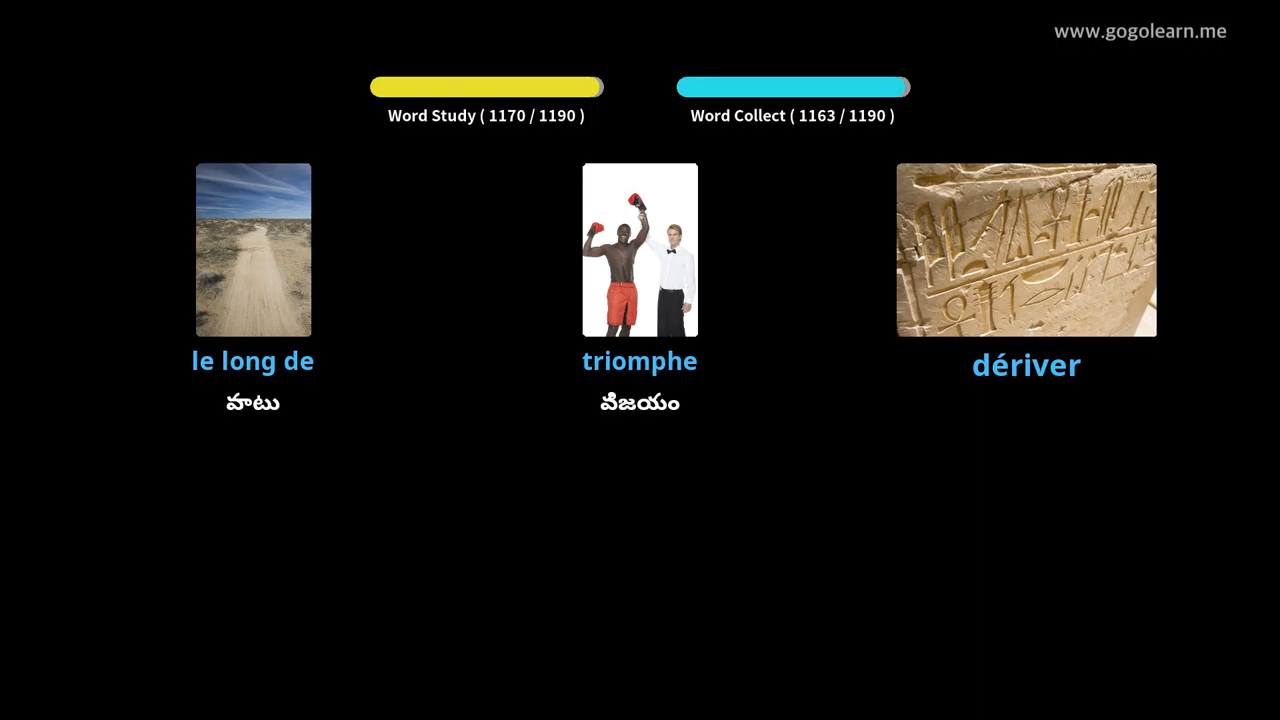 www.gogolearn.me
Word Study ( 1170 / 1190 )
Word Collect ( 1163 / 1190 )
le long de
triomphe
dériver
విజయం